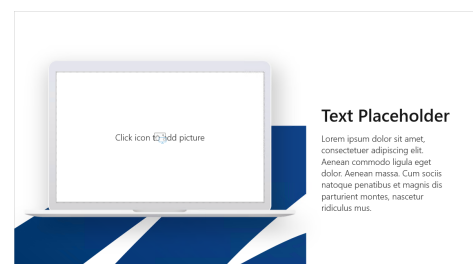 Click icon to add picture
Text Placeholder
Lorem ipsum dolor sit amet,
consectetuer adipiscing elit.
Aenean commodo ligula eget
dolor. Aenean massa. Cum sociis
natoque penatibus et magnis dis
parturient montes, nascetur
ridiculus mus.